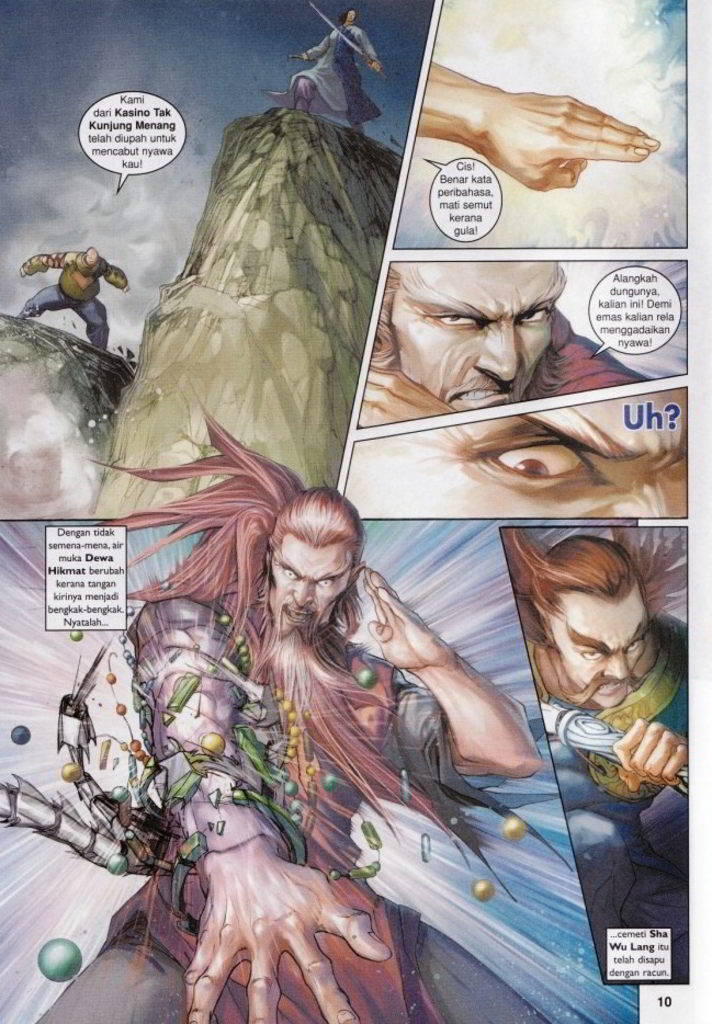 Kami
dari Kasino Tak
Kunjung Menang
telah diupah untuk
mencabut nyawa
kau!
Cis!
Benar kata
peribahasa,
mati semut
kerana
gula!
Alangkah
dungunya,
kalian ini! Demi
emas kalian rela
menggadaikan
nyawa!
Uh?
Dengan tidak
semena-mena, air
muka Dewa
Hikmat berubah
kerana tangan
kirinya menjadi
bengkak-bengkak.
Nyatalah...
...cemeti Sha
Wu Lang itu
telah disapu
dengan racun.
10